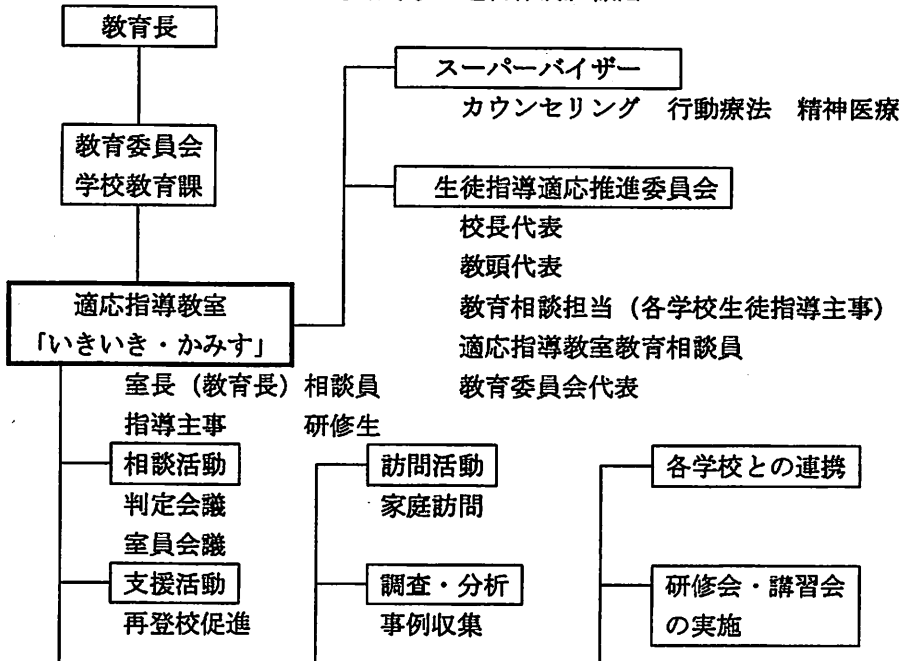 教育長
スーパーバイザー
カウンセリング 行動療法 精神医療
教育委員会
学校教育課
生徒指導適応推進委員会
校長代表
教頭代表
教育相談担当（各学校生徒指導主事）
適応指導教室教育相談員
教育委員会代表
適応指導教室
「いきいき・かみす」
室長（教育長）相談員
指導主事 研修生
相談活動
判定会議
室員会議
訪問活動
家庭訪問
各学校との連携
支援活動
再登校促進
調査・分析
事例収集
研修会・講習会
の実施